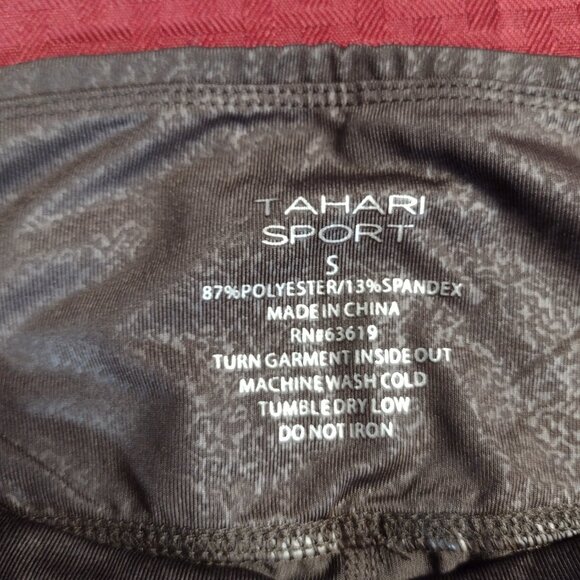 TAHARI
SPORT
S
87%POLYESTER/13%SPANDEX
MADE IN CHINA
RN#63619
TURN GARMENT INSIDE OUT
MACHINE WASH COLD
TUMBLE DRY LOW
DO NOT IRON